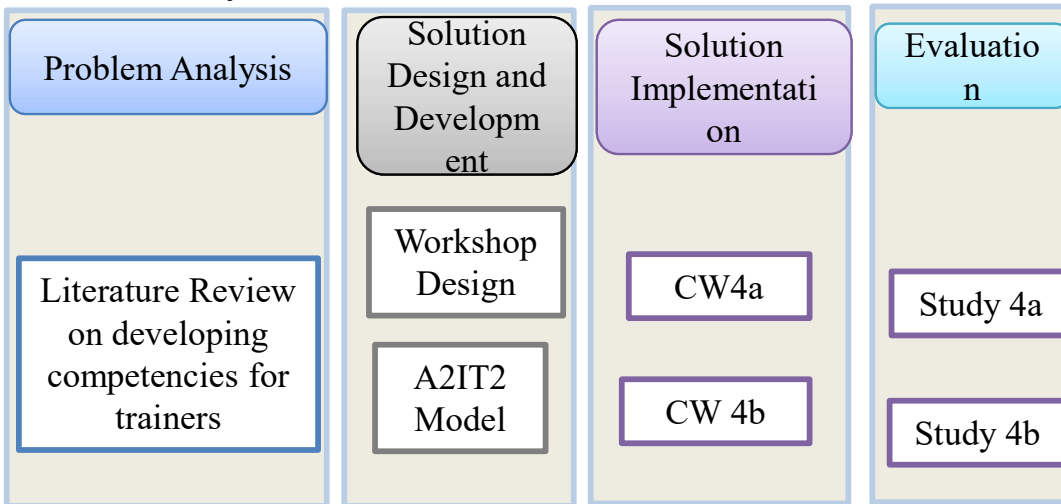 Problem Analysis
Literature Review
on developing
competencies for
trainers
Solution
Design and
Developm
ent
Workshop
Design
A2IT2
Model
Solution
Implementati
on
CW4a
CW 4b
Evaluatio
n
Study 4a
Study 4b